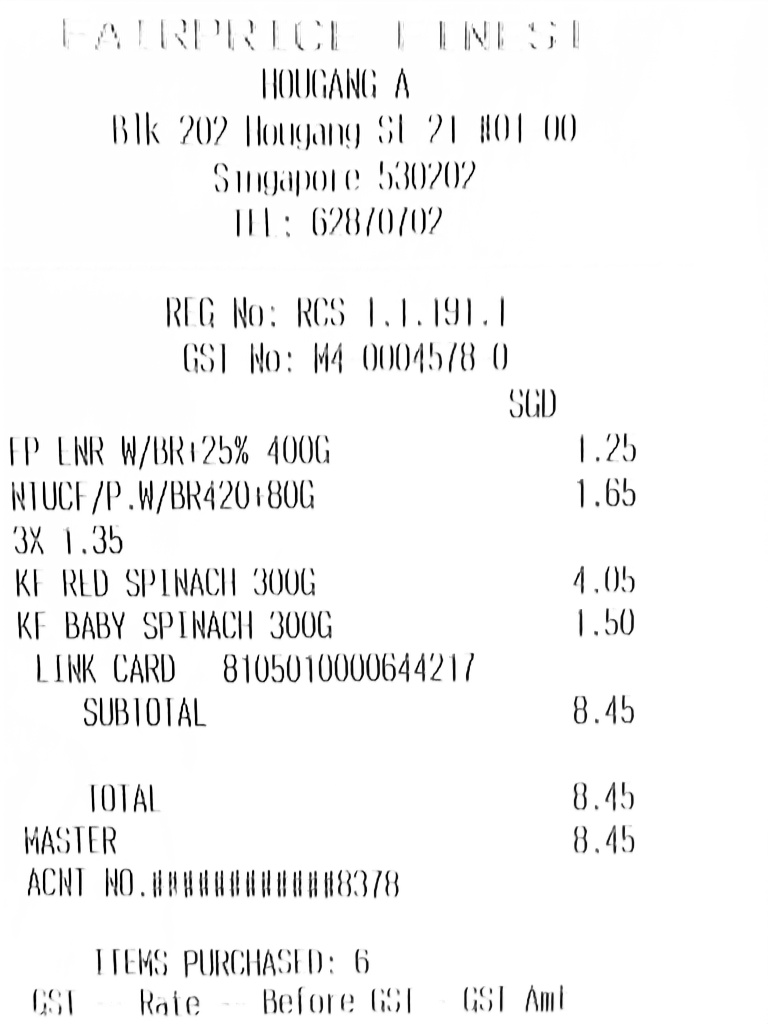 FAIRPRICE FINEST
HOUGANG A
Blk 202 Hougang St 21 #01 00
Singapore 530202
TEL: 62870702
REG No: RCS 1.1.191.1
GST No: M4 0004578 0
SGD
FP ENR W/BR+25% 400G 1.25
NTUCF/P.W/BR420+80G 1.65
3X 1.35
KF RED SPINACH 300G 4.05
KF BABY SPINACH 300G 1.50
LINK CARD 8105010000644217
SUBTOTAL 8.45
TOTAL 8.45
MASTER 8.45
ACNT NO.############8378
ITEMS PURCHASED: 6
GST Rate Before GST GST Amt